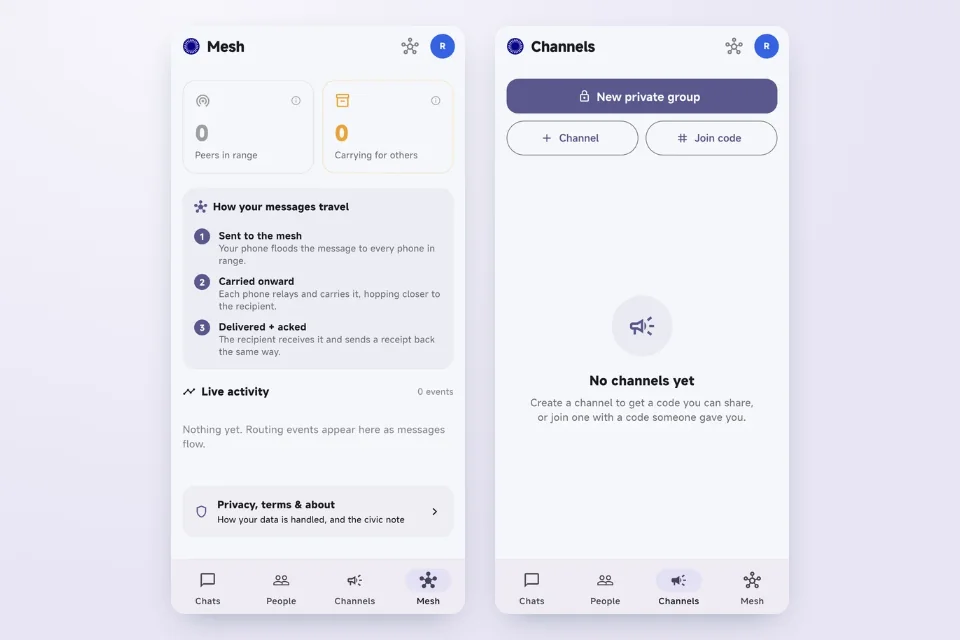 Mesh
R
0
Peers in range
0
Carrying for others
How your messages travel
1
Sent to the mesh
Your phone floods the message to every phone in
range.
2
Carried onward
Each phone relays and carries it, hopping closer to
the recipient.
3
Delivered + acked
The recipient receives it and sends a receipt back
the same way.
Live activity
0 events
Nothing yet. Routing events appear here as messages
flow.
Privacy, terms & about
How your data is handled, and the civic note
Chats
People
Channels
Mesh
Channels
R
New private group
+ Channel
# Join code
No channels yet
Create a channel to get a code you can share,
or join one with a code someone gave you.
Chats
People
Channels
Mesh